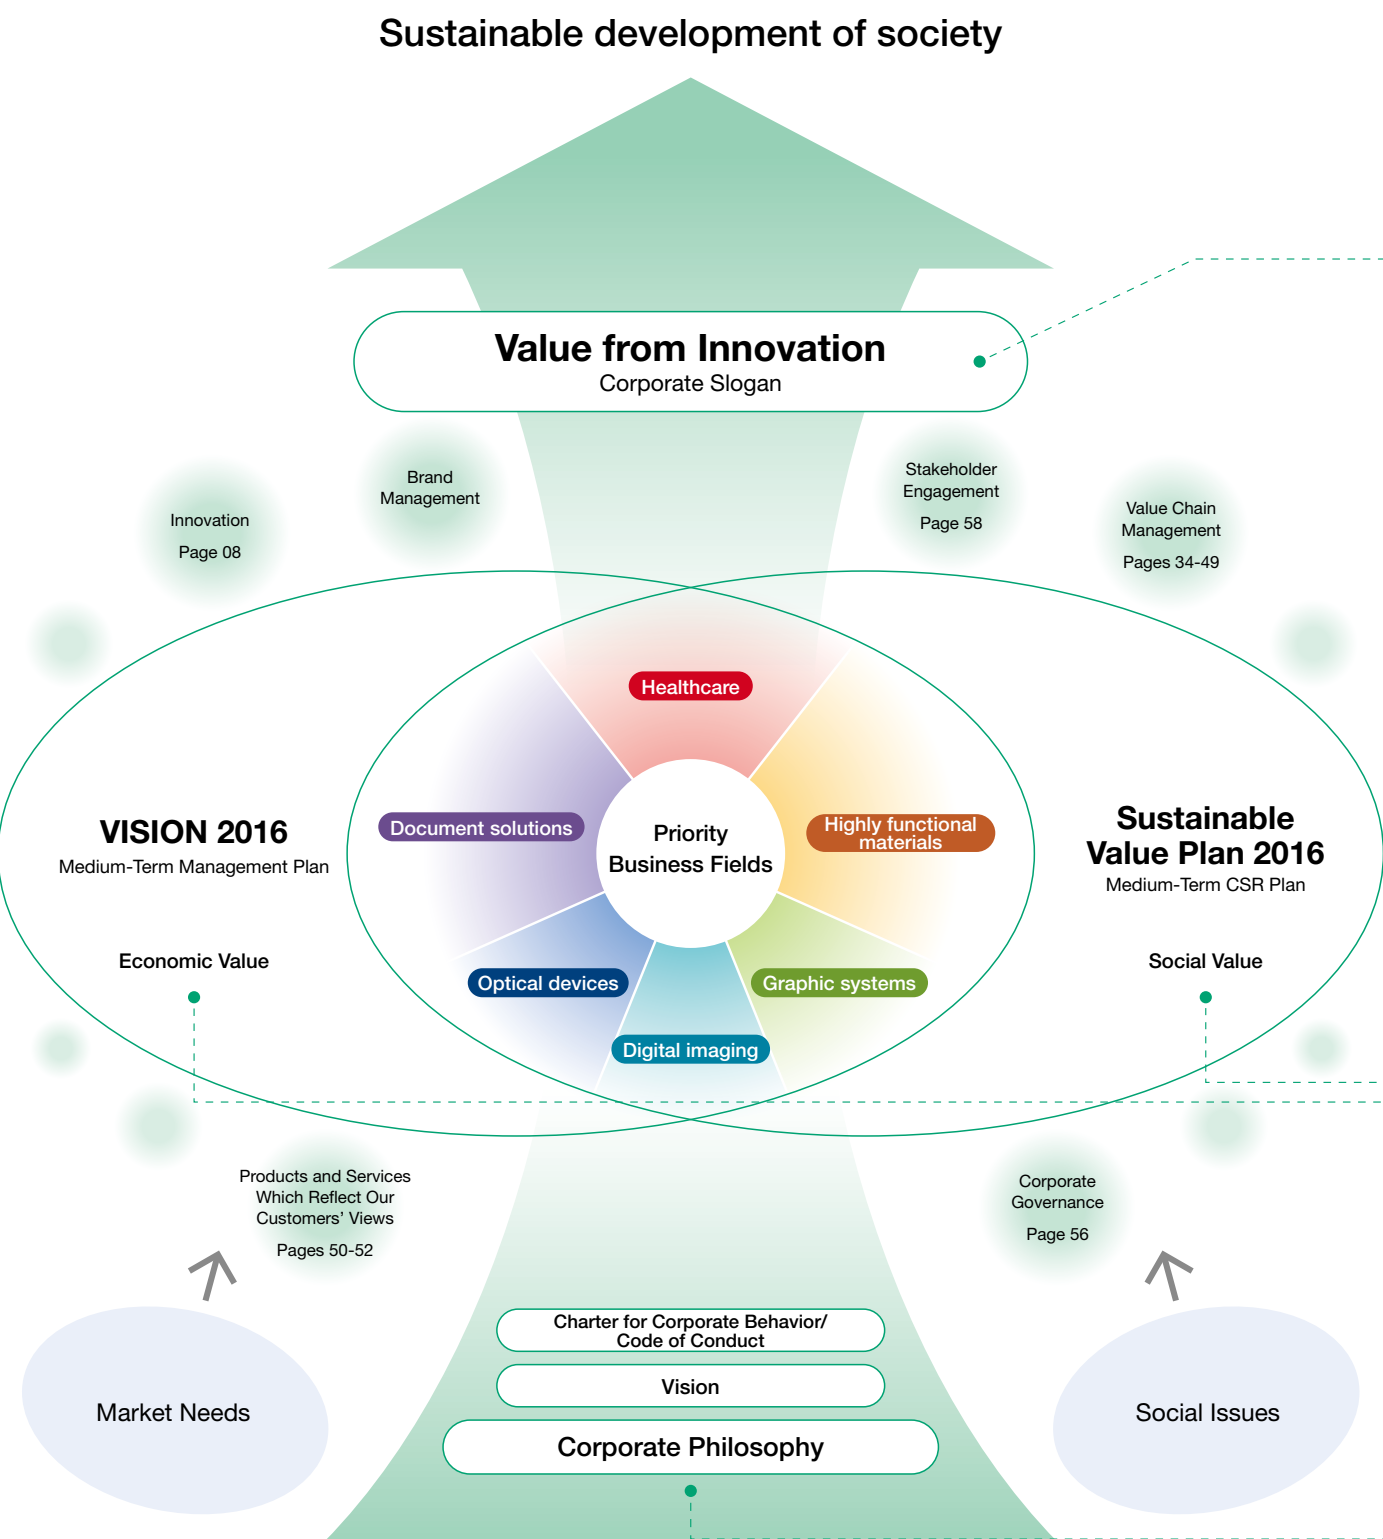 Sustainable development of society
Value from Innovation
Corporate Slogan
Brand
Management
Stakeholder
Engagement
Page 58
Innovation
Page 08
Value Chain
Management
Pages 34-49
Healthcare
Document solutions
Highly functional
materials
Priority
Business Fields
VISION 2016
Medium-Term Management Plan
Economic Value
Sustainable
Value Plan 2016
Medium-Term CSR Plan
Social Value
Optical devices
Graphic systems
Digital imaging
Products and Services
Which Reflect Our
Customers’ Views
Pages 50-52
Corporate
Governance
Page 56
Charter for Corporate Behavior/
Code of Conduct
Vision
Corporate Philosophy
Market Needs
Social Issues